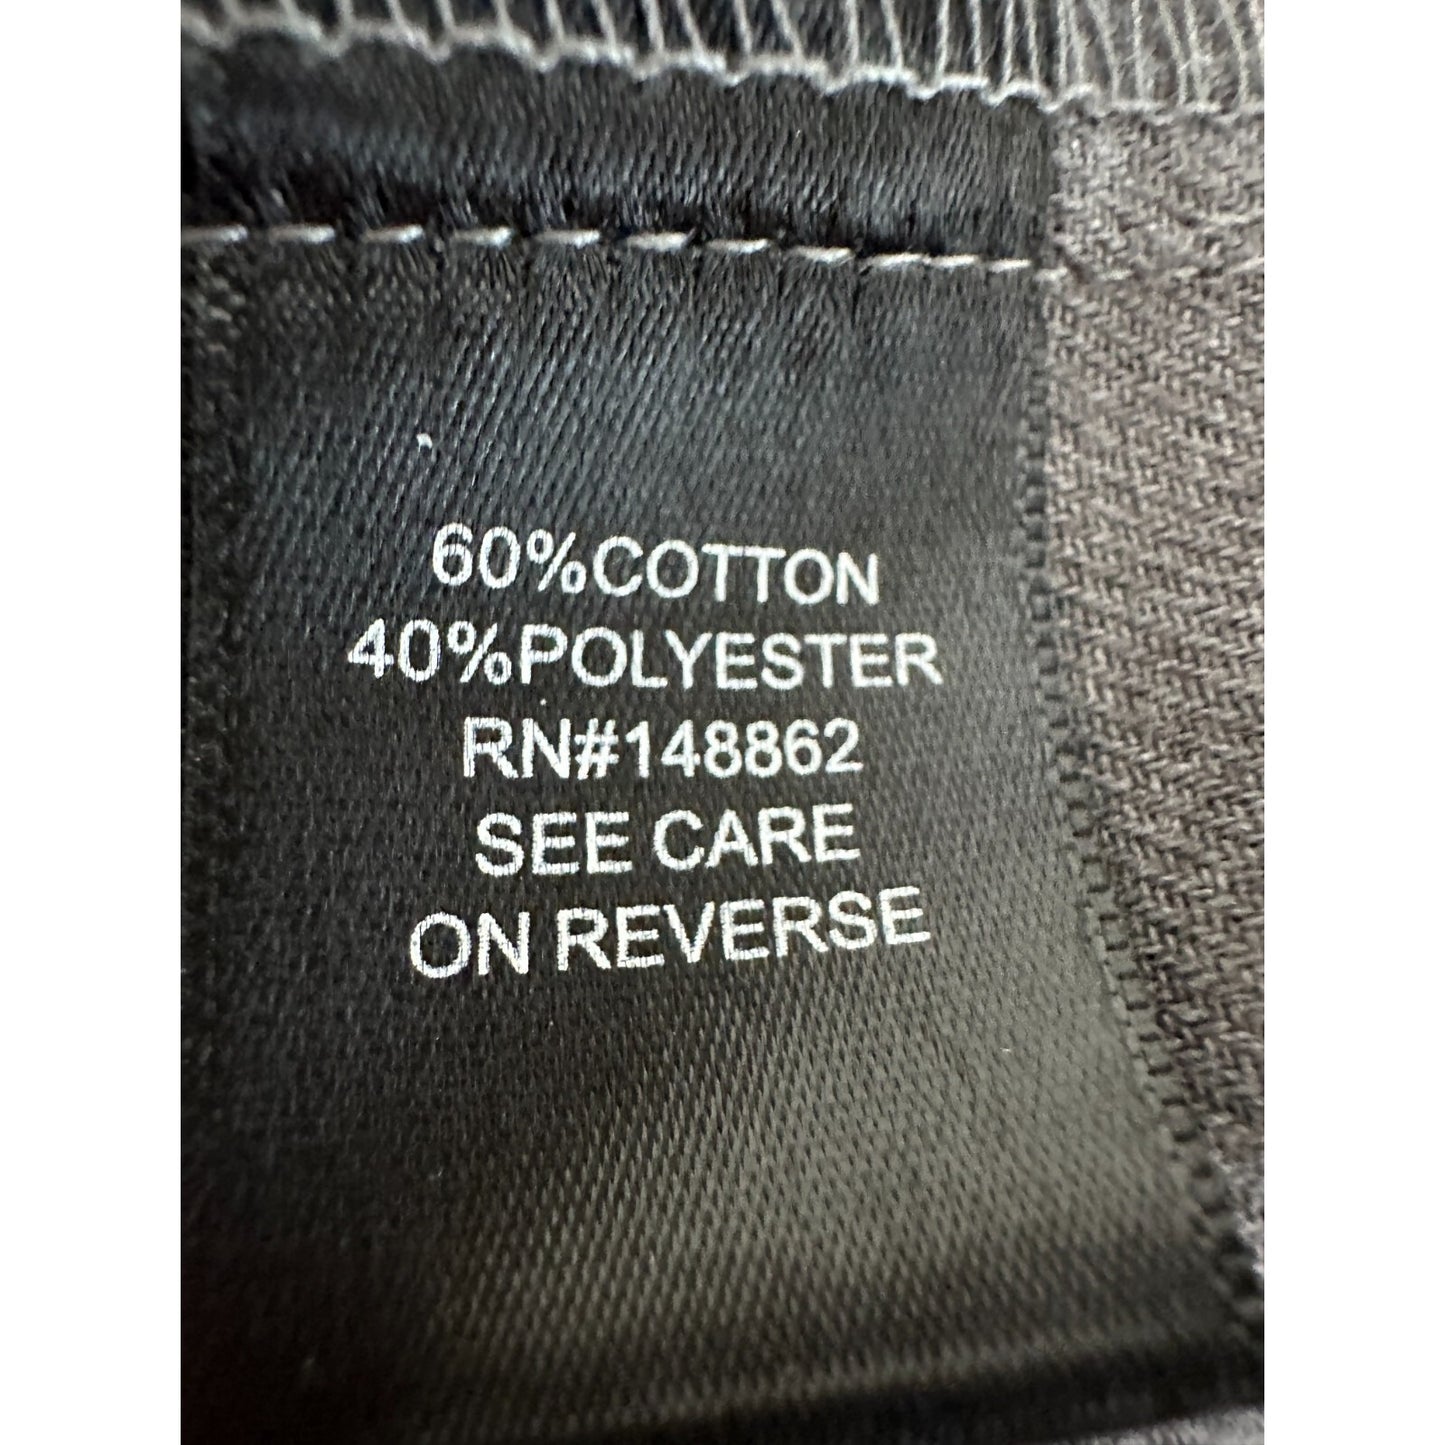 60%COTTON
40%POLYESTER
RN#148862
SEE CARE
ON REVERSE